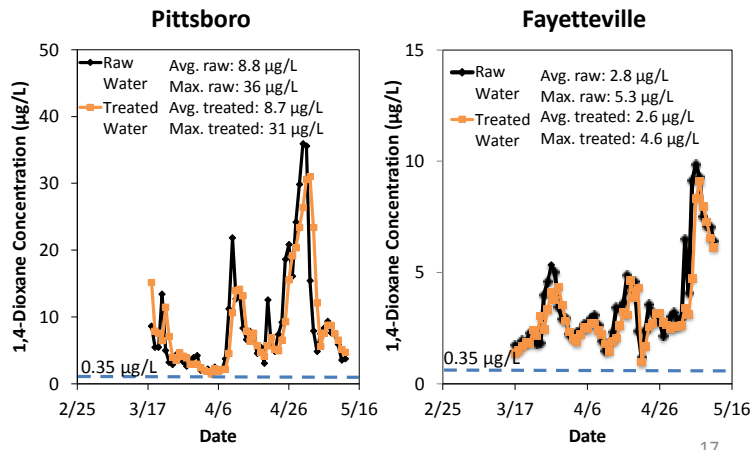 Pittsboro
1,4-Dioxane Concentration (µg/L)
50
40
30
20
10
0
Raw Water
Treated Water
Avg. raw: 8.8 µg/L
Max. raw: 36 µg/L
Avg. treated: 8.7 µg/L
Max. treated: 31 µg/L
0.35 µg/L
2/25 3/17 4/6 4/26 5/16
Date
Fayetteville
1,4-Dioxane Concentration (µg/L)
15
10
5
0
Raw Water
Treated Water
Avg. raw: 2.8 µg/L
Max. raw: 5.3 µg/L
Avg. treated: 2.6 µg/L
Max. treated: 4.6 µg/L
0.35 µg/L
2/25 3/17 4/6 4/26 5/16
Date
17